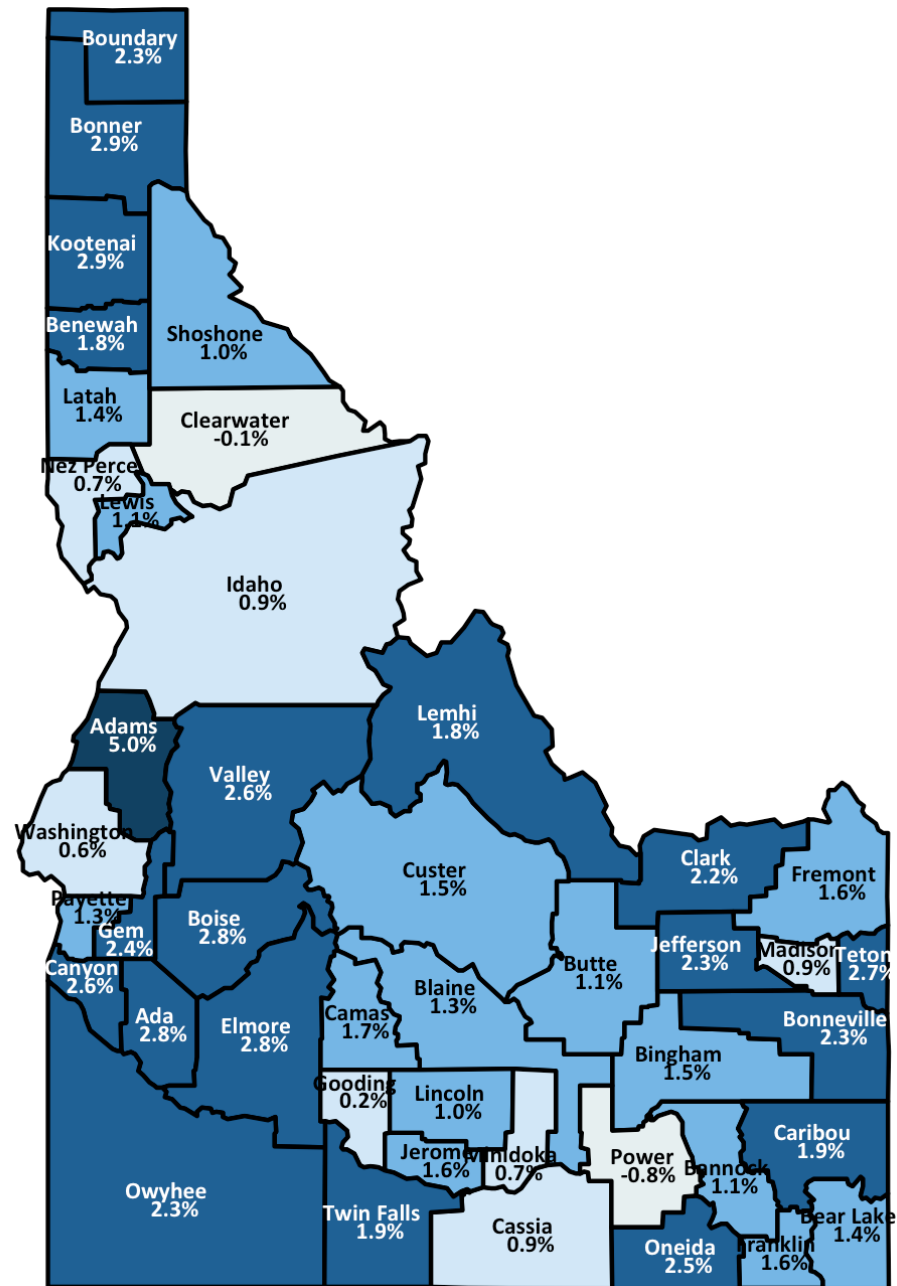 Boundary
2.3%
Bonner
2.9%
Kootenai
2.9%
Benewah
1.8%
Shoshone
1.0%
Latah
1.4%
Clearwater
-0.1%
Nez Perce
0.7%
Lewis
1.1%
Idaho
0.9%
Lemhi
1.8%
Adams
5.0%
Valley
2.6%
Washington
0.6%
Custer
1.5%
Clark
2.2%
Fremont
1.6%
Payette
1.3%
Gem
2.4%
Boise
2.8%
Jefferson
2.3%
Madison
0.9%
Teton
2.7%
Canyon
2.6%
Butte
1.1%
Blaine
1.3%
Ada
2.8%
Elmore
2.8%
Camas
1.7%
Bonneville
2.3%
Bingham
1.5%
Gooding
0.2%
Lincoln
1.0%
Caribou
1.9%
Jerome
1.6%
Minidoka
0.7%
Power
-0.8%
Bannock
1.1%
Owyhee
2.3%
Twin Falls
1.9%
Cassia
0.9%
Bear Lake
1.4%
Oneida
2.5%
Franklin
1.6%